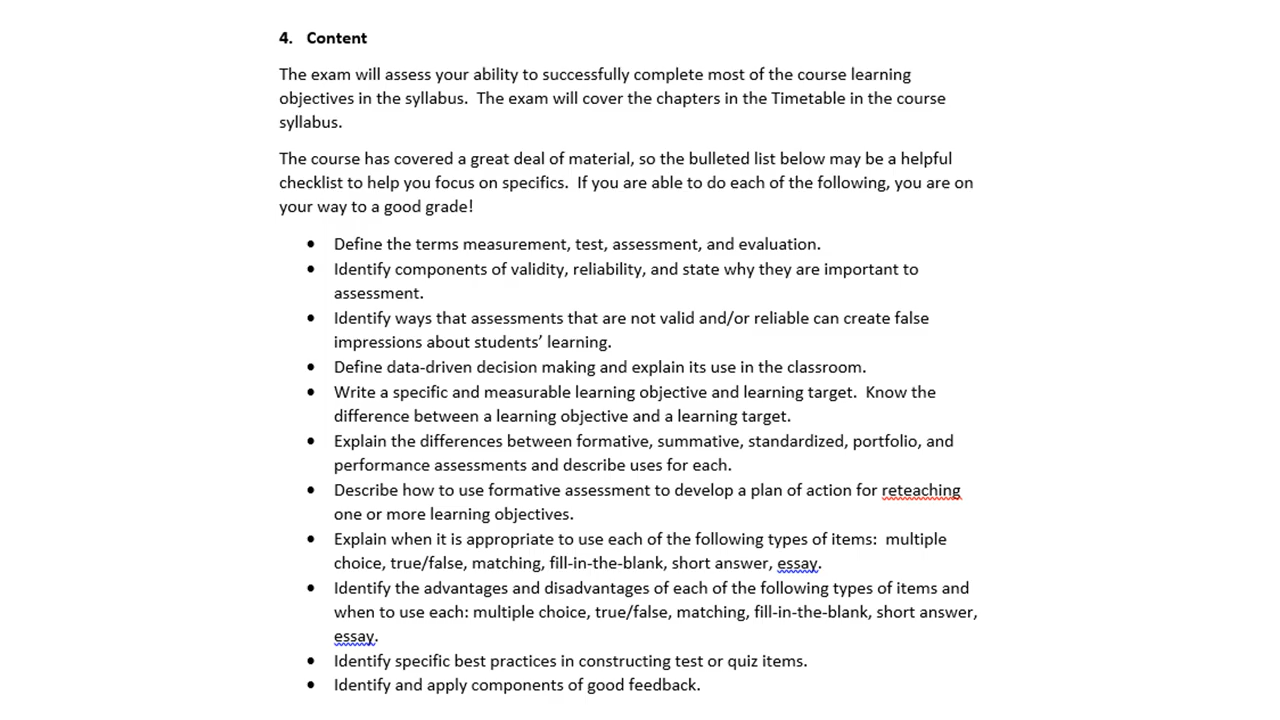 4. Content
The exam will assess your ability to successfully complete most of the course learning
objectives in the syllabus.  The exam will cover the chapters in the Timetable in the course
syllabus.
The course has covered a great deal of material, so the bulleted list below may be a helpful
checklist to help you focus on specifics.  If you are able to do each of the following, you are on
your way to a good grade!
• Define the terms measurement, test, assessment, and evaluation.
• Identify components of validity, reliability, and state why they are important to
assessment.
• Identify ways that assessments that are not valid and/or reliable can create false
impressions about students’ learning.
• Define data-driven decision making and explain its use in the classroom.
• Write a specific and measurable learning objective and learning target.  Know the
difference between a learning objective and a learning target.
• Explain the differences between formative, summative, standardized, portfolio, and
performance assessments and describe uses for each.
• Describe how to use formative assessment to develop a plan of action for reteaching
one or more learning objectives.
• Explain when it is appropriate to use each of the following types of items:  multiple
choice, true/false, matching, fill-in-the-blank, short answer, essay.
• Identify the advantages and disadvantages of each of the following types of items and
when to use each: multiple choice, true/false, matching, fill-in-the-blank, short answer,
essay.
• Identify specific best practices in constructing test or quiz items.
• Identify and apply components of good feedback.